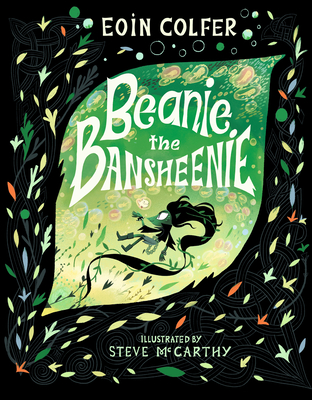 EOIN COLFER
Beanie
the
BANSHEENIE
ILLUSTRATED BY
STEVE McCARTHY